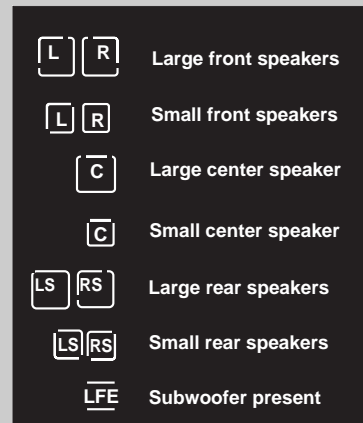 L R Large front speakers
L R Small front speakers
C Large center speaker
C Small center speaker
LS RS Large rear speakers
LS RS Small rear speakers
LFE Subwoofer present